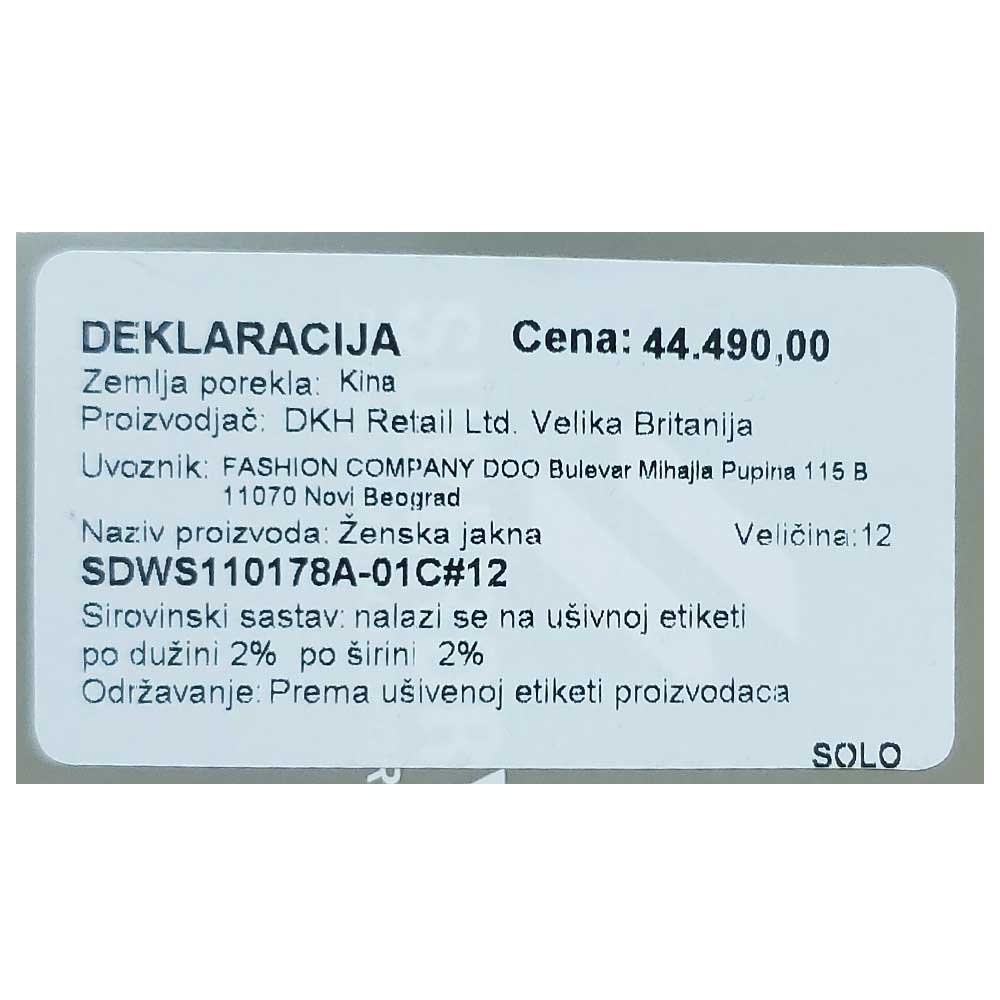 DEKLARACIJA Cena: 44.490,00
Zemlja porekla: Kina
Proizvodjač: DKH Retail Ltd. Velika Britanija
Uvoznik: FASHION COMPANY DOO Bulevar Mihajla Pupina 115 B
11070 Novi Beograd
Naziv proizvoda: Ženska jakna Veličina:12
SDWS110178A-01C#12
Sirovinski sastav: nalazi se na ušivnoj etiketi
po dužini 2% po širini 2%
Održavanje: Prema ušivenoj etiketi proizvodaca
SOLO